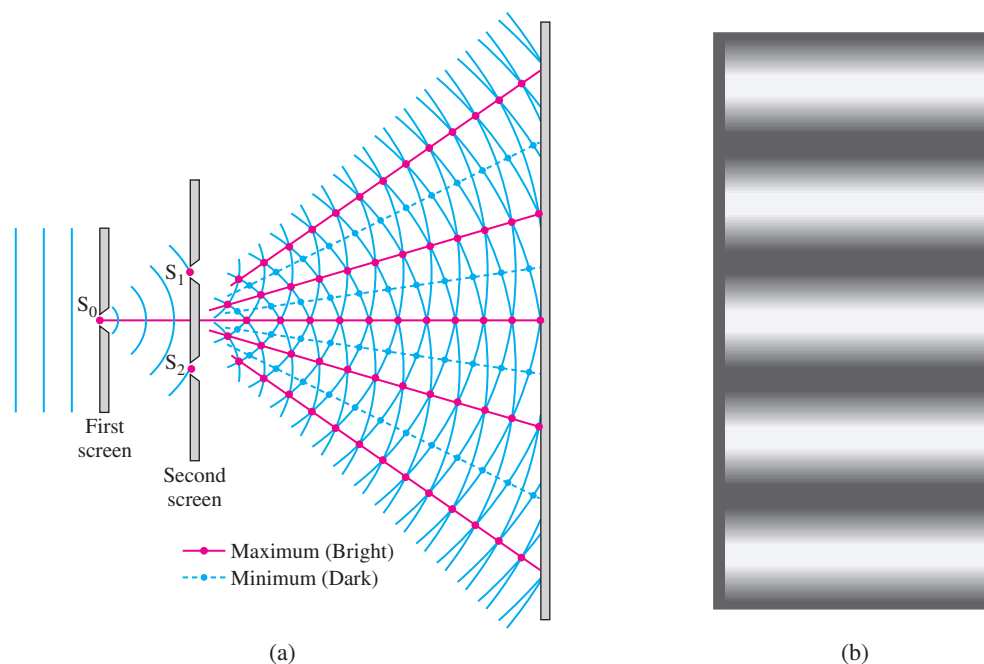 S1
S0
S2
First
screen
Second
screen
Maximum (Bright)
Minimum (Dark)
(a)
(b)